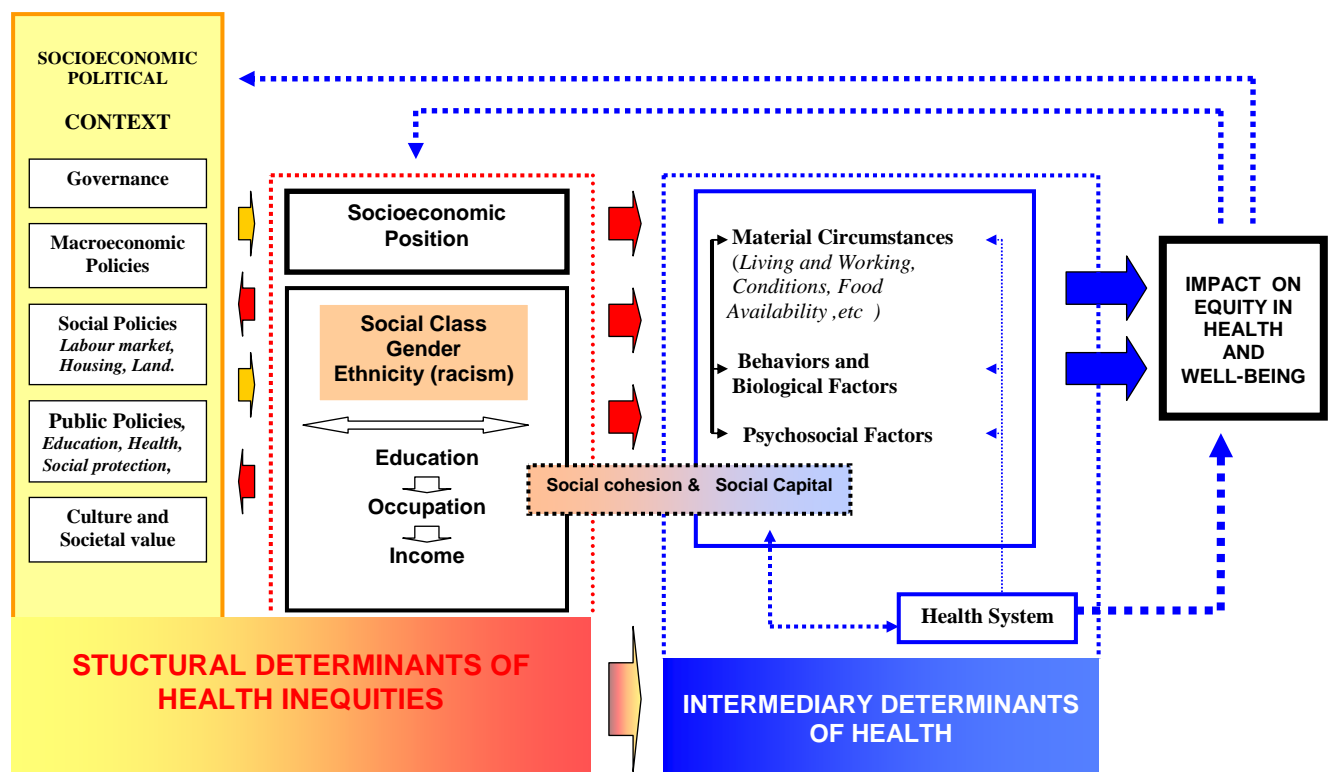 SOCIOECONOMIC
POLITICAL
CONTEXT
Governance
Macroeconomic
Policies
Social Policies
Labour market,
Housing, Land.
Public Policies,
Education, Health,
Social protection,
Culture and
Societal value
Socioeconomic
Position
Social Class
Gender
Ethnicity (racism)
Education
Occupation
Income
Social cohesion & Social Capital
Material Circumstances
(Living and Working,
Conditions, Food
Availability ,etc )
Behaviors and
Biological Factors
Psychosocial Factors
Health System
IMPACT ON
EQUITY IN
HEALTH
AND
WELL-BEING
STUCTURAL DETERMINANTS OF
HEALTH INEQUITIES
INTERMEDIARY DETERMINANTS
OF HEALTH